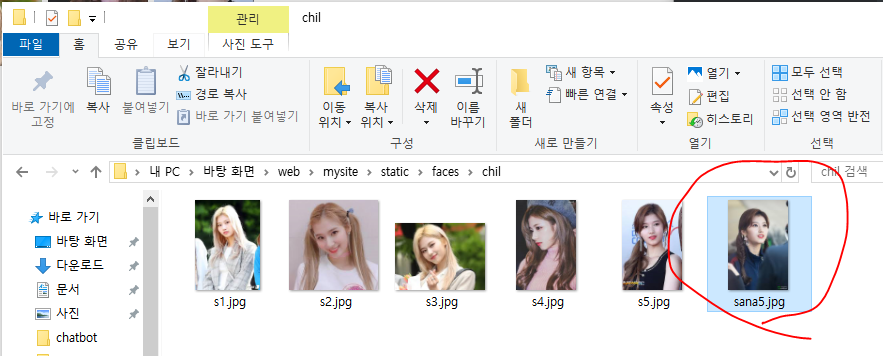 관리
chil
파일
홈
공유
보기
사진 도구
바로 가기에
고정
복사
붙여넣기
잘라내기
경로 복사
바로 가기 붙여넣기
클립보드
이동
위치
복사
위치
삭제
이름
바꾸기
구성
새
폴더
새 항목
빠른 연결
새로 만들기
속성
열기
편집
히스토리
열기
모두 선택
선택 안 함
선택 영역 반전
선택
내 PC > 바탕 화면 > web > mysite > static > faces > chil
chil 검색
바로 가기
바탕 화면
다운로드
문서
사진
chatbot
s1.jpg
s2.jpg
s3.jpg
s4.jpg
s5.jpg
sana5.jpg